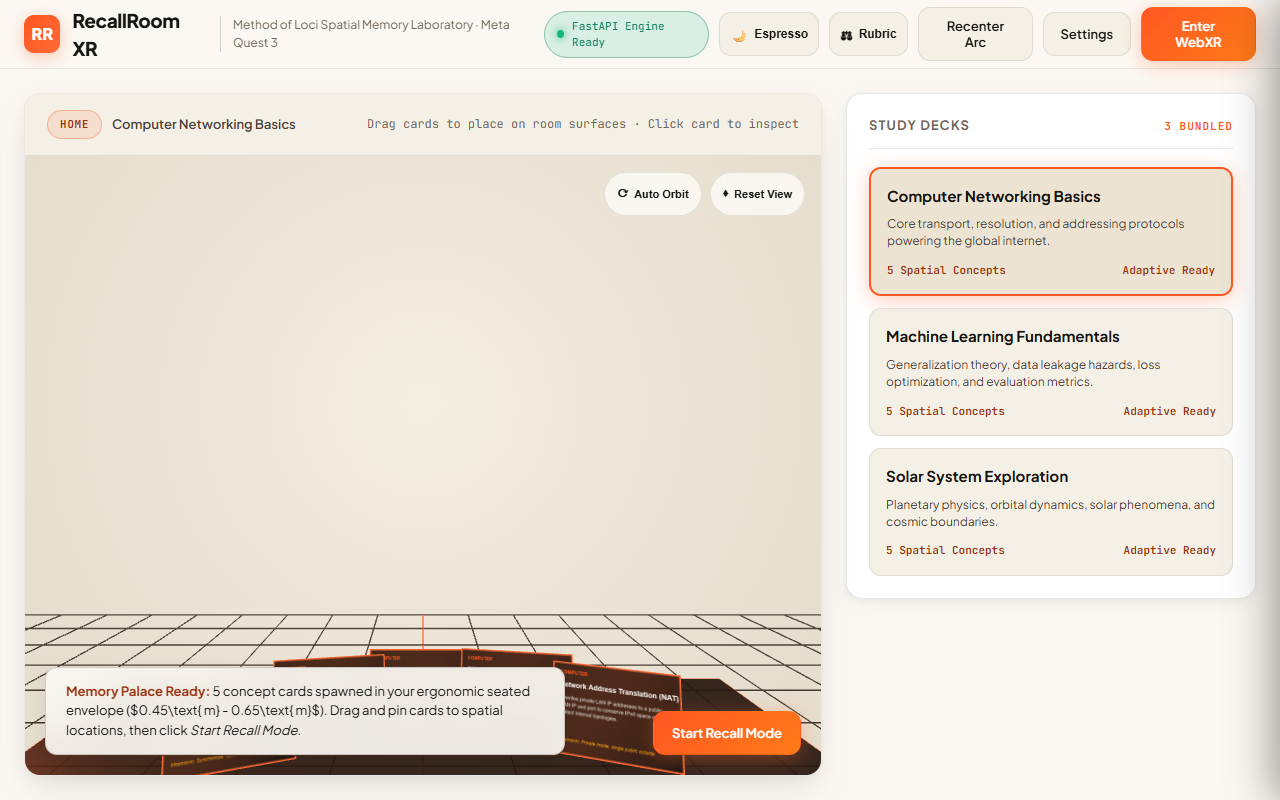 RR
RecallRoom
XR
Method of Loci Spatial Memory Laboratory · Meta
Quest 3
FastAPI Engine
Ready
🌙 Espresso
Rubric
Recenter
Arc
Settings
Enter
WebXR
HOME
Computer Networking Basics
Drag cards to place on room surfaces · Click card to inspect
⟳ Auto Orbit
♦ Reset View
COMPUTER
Network Address Translation (NAT)
Memory Palace Ready: 5 concept cards spawned in your ergonomic seated
envelope ($0.45\text{ m} - 0.65\text{ m}$). Drag and pin cards to spatial
locations, then click Start Recall Mode.
Start Recall Mode
STUDY DECKS
3 BUNDLED
Computer Networking Basics
Core transport, resolution, and addressing protocols
powering the global internet.
5 Spatial Concepts
Adaptive Ready
Machine Learning Fundamentals
Generalization theory, data leakage hazards, loss
optimization, and evaluation metrics.
5 Spatial Concepts
Adaptive Ready
Solar System Exploration
Planetary physics, orbital dynamics, solar phenomena, and
cosmic boundaries.
5 Spatial Concepts
Adaptive Ready